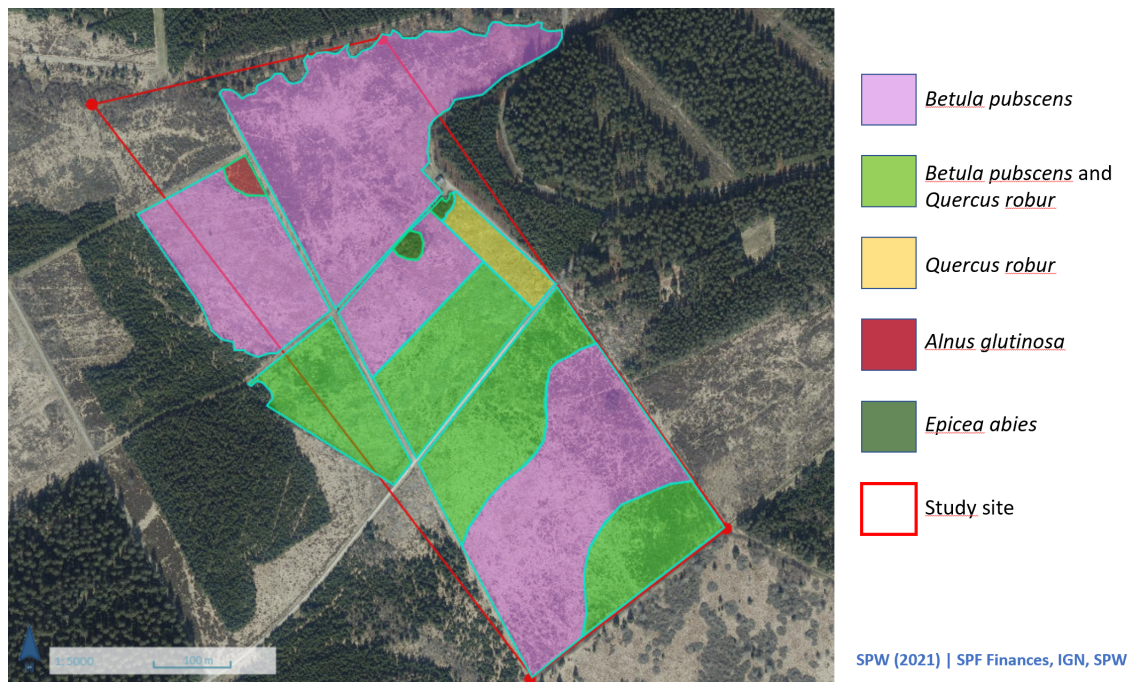 Betula pubscens
Betula pubscens and
Quercus robur
Quercus robur
Alnus glutinosa
Epicea abies
Study site
1:5000
100 m
SPW (2021) | SPF Finances, IGN, SPW